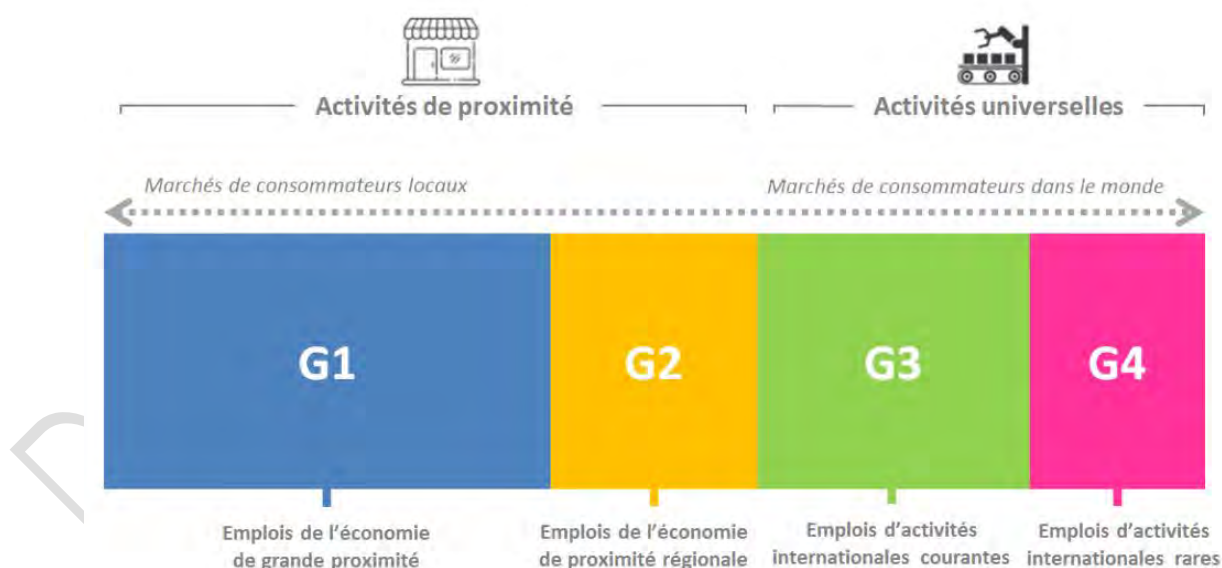 Activités de proximité
Activités universelles
Marchés de consommateurs locaux
Marchés de consommateurs dans le monde
G1
G2
G3
G4
Emplois de l'économie
de grande proximité
Emplois de l'économie
de proximité régionale
Emplois d'activités
internationales courantes
Emplois d'activités
internationales rares